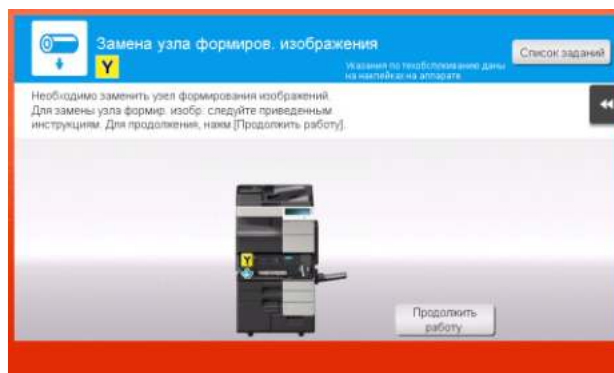 Замена узла формиров. изображения
Y
Указания по техобслуживанию даны
на наклейках на аппарате
Список заданий
Необходимо заменить узел формирования изображений.
Для замены узла формир. изобр. следуйте приведенным
инструкциям. Для продолжения, нажм.[Продолжить работу].
Y
Продолжить
работу